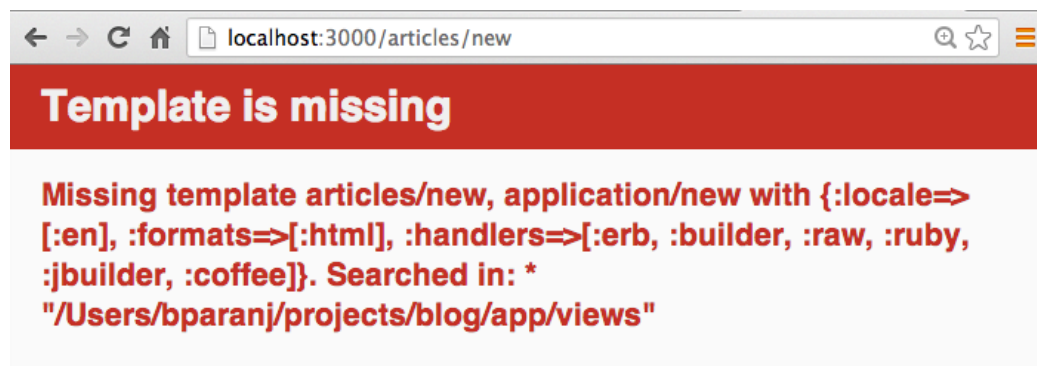 localhost:3000/articles/new
Template is missing
Missing template articles/new, application/new with {:locale=>
[:en], :formats=>[:html], :handlers=>[:erb, :builder, :raw, :ruby,
:jbuilder, :coffee]}. Searched in: *
"/Users/bparanj/projects/blog/app/views"